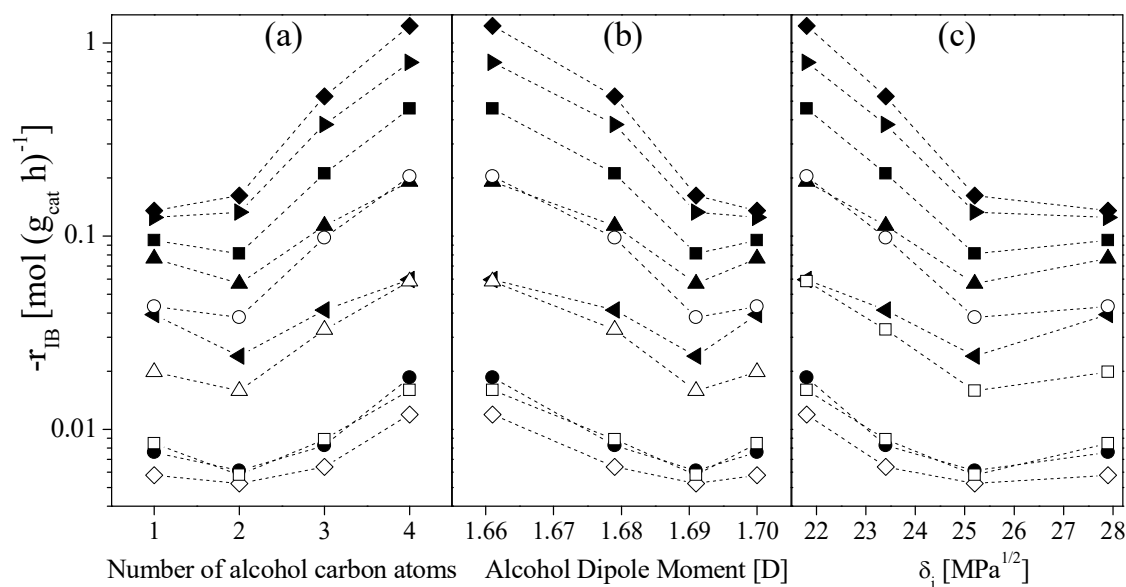 (a) (b) (c)
-r_IB [mol (g_cat h)^-1]
1
0.1
0.01
1 2 3 4
1.66 1.67 1.68 1.69 1.70
22 23 24 25 26 27 28
Number of alcohol carbon atoms
Alcohol Dipole Moment [D]
δ_i [MPa^1/2]